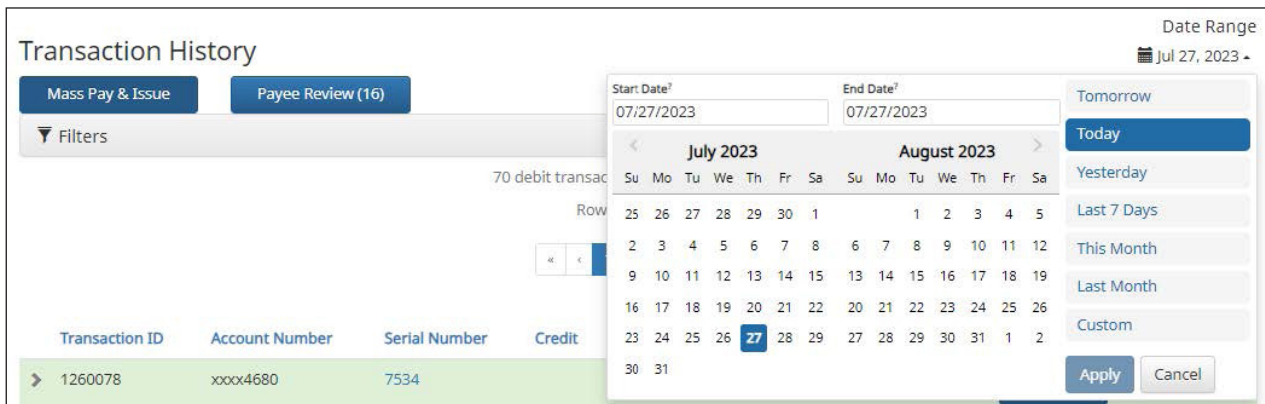 Date Range
Transaction History
Jul 27, 2023
Mass Pay & Issue
Payee Review (16)
Filters
70 debit transac
Row
Start Date?
End Date?
07/27/2023
07/27/2023
< July 2023 August 2023 >
Su Mo Tu We Th Fr Sa Su Mo Tu We Th Fr Sa
25 26 27 28 29 30 1 1 2 3 4 5
2 3 4 5 6 7 8 6 7 8 9 10 11 12
9 10 11 12 13 14 15 13 14 15 16 17 18 19
16 17 18 19 20 21 22 20 21 22 23 24 25 26
23 24 25 26 27 28 29 27 28 29 30 31 1 2
30 31
Tomorrow
Today
Yesterday
Last 7 Days
This Month
Last Month
Custom
Apply
Cancel
« ‹
Transaction ID Account Number Serial Number Credit
1260078 xxxx4680 7534